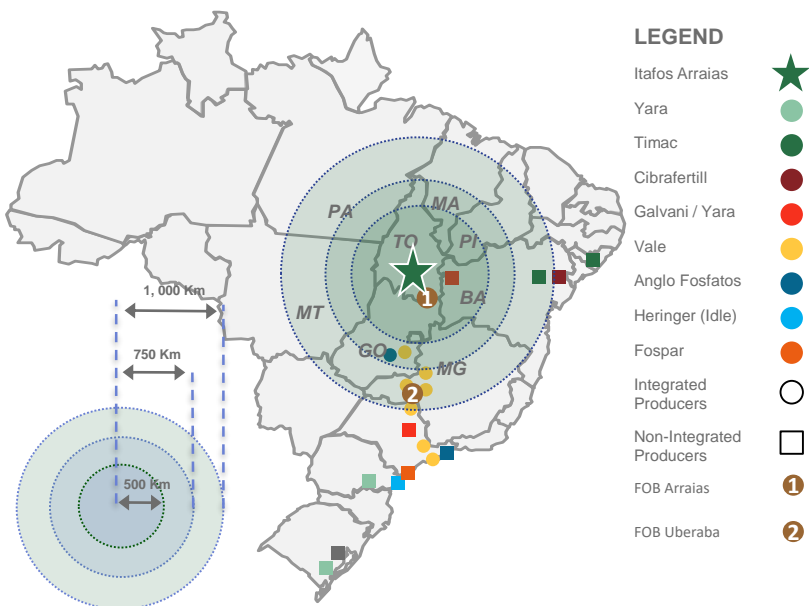 PA
MA
TO
PI
1
BA
MT
GO
MG
2
1, 000 Km
750 Km
500 Km
LEGEND
Itafos Arraias
Yara
Timac
Cibrafertill
Galvani / Yara
Vale
Anglo Fosfatos
Heringer (Idle)
Fospar
Integrated
Producers
Non-Integrated
Producers
FOB Arraias
1
FOB Uberaba
2